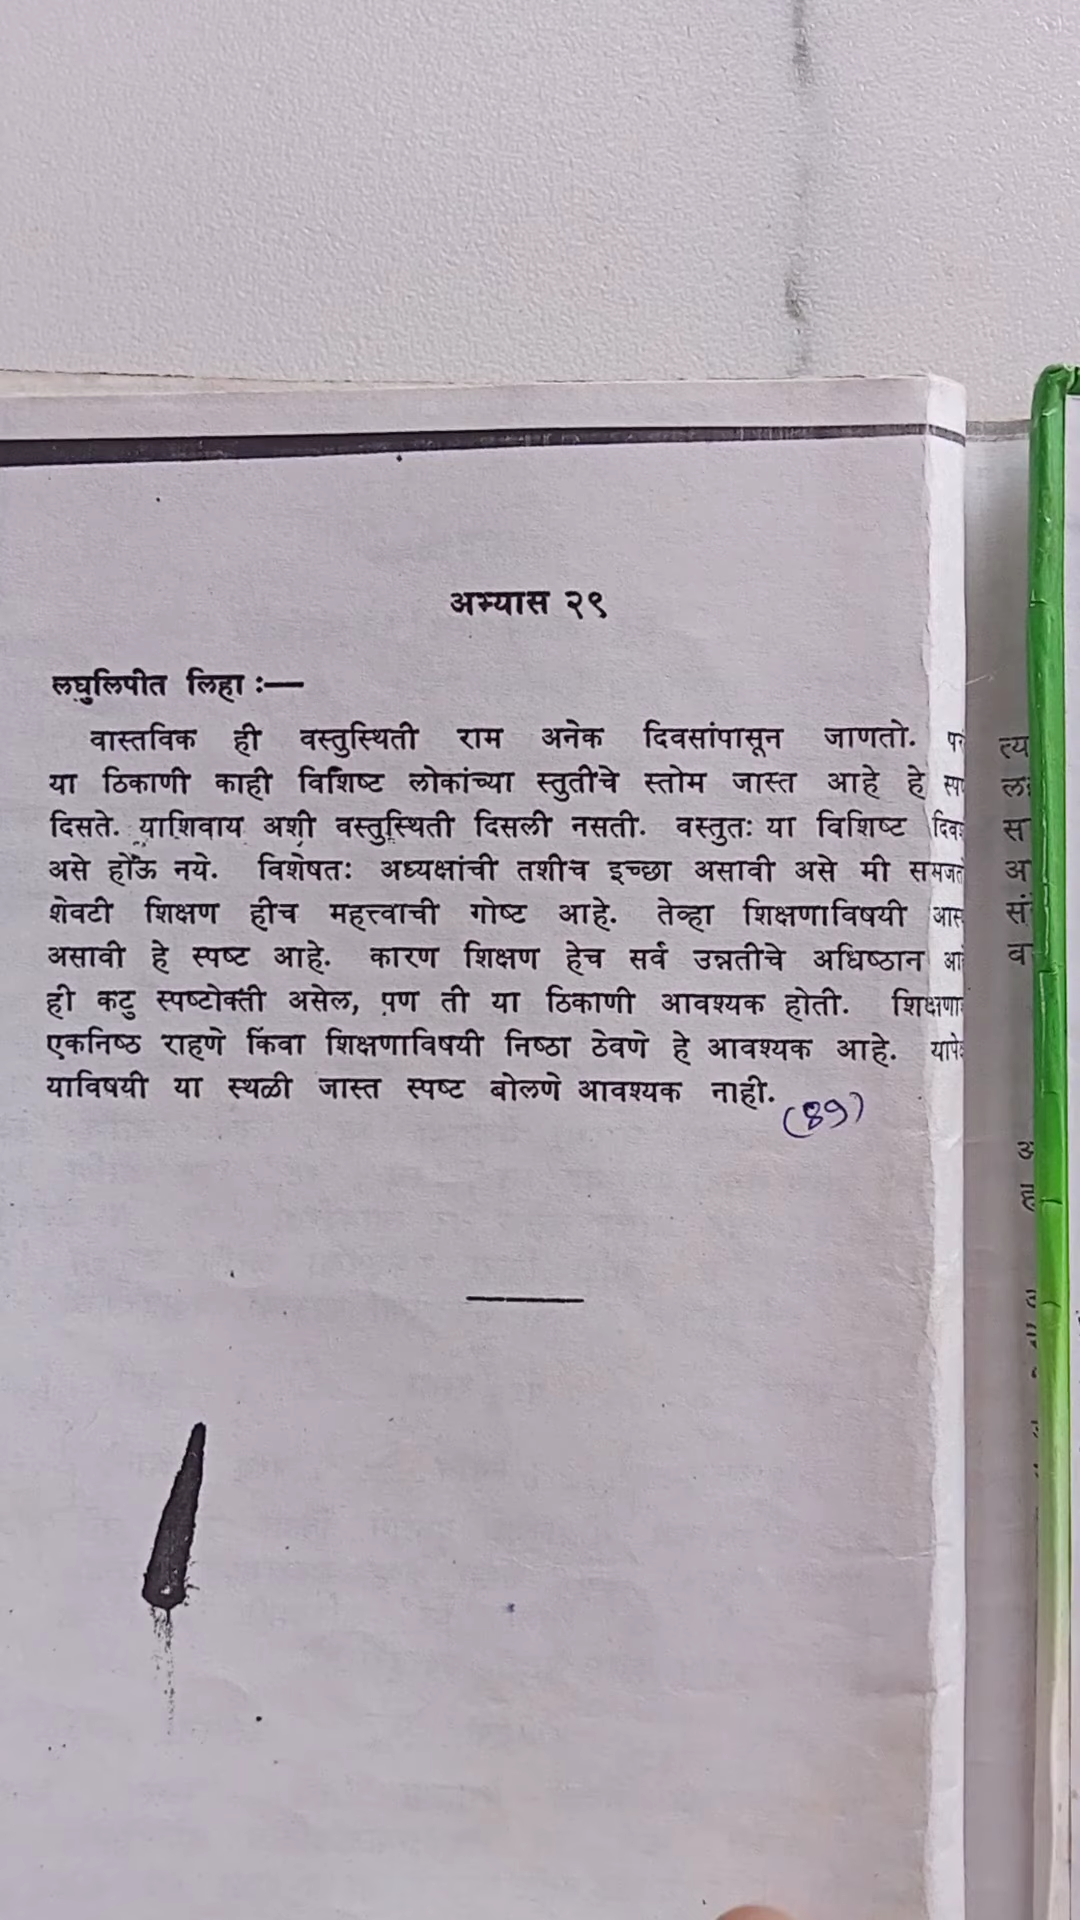 अभ्यास २९
लघुलिपीत लिहा :—
वास्तविक ही वस्तुस्थिती राम अनेक दिवसांपासून जाणतो.
या ठिकाणी काही विशिष्ट लोकांच्या स्तुतीचे स्तोम जास्त आहे हे
दिसते. याशिवाय अशी वस्तुस्थिती दिसली नसती. वस्तुतः या विशिष्ट
असे होऊ नये. विशेषतः अध्यक्षांची तशीच इच्छा असावी असे मी
शेवटी शिक्षण हीच महत्त्वाची गोष्ट आहे. तेव्हा शिक्षणाविषयी
असावी हे स्पष्ट आहे. कारण शिक्षण हेच सर्व उन्नतीचे अधिष्ठान
ही कटु स्पष्टोक्ती असेल, पण ती या ठिकाणी आवश्यक होती.
एकनिष्ठ राहणे किंवा शिक्षणाविषयी निष्ठा ठेवणे हे आवश्यक आहे.
याविषयी या स्थळी जास्त स्पष्ट बोलणे आवश्यक नाही.
(89)